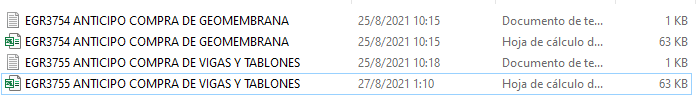 EGR3754 ANTICIPO COMPRA DE GEOMEMBRANA 25/8/2021 10:15 Documento de te... 1 KB
EGR3754 ANTICIPO COMPRA DE GEOMEMBRANA 25/8/2021 10:15 Hoja de cálculo d... 63 KB
EGR3755 ANTICIPO COMPRA DE VIGAS Y TABLONES 25/8/2021 10:18 Documento de te... 1 KB
EGR3755 ANTICIPO COMPRA DE VIGAS Y TABLONES 27/8/2021 1:10 Hoja de cálculo d... 63 KB